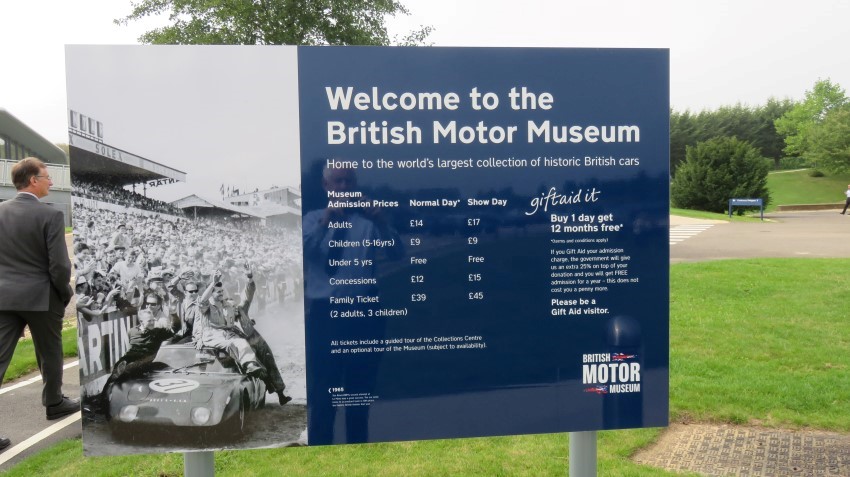 Welcome to the
British Motor Museum
Home to the world's largest collection of historic British cars
Museum
Admission Prices Normal Day* Show Day
Adults £14 £17
Children (5-16yrs) £9 £9
Under 5 yrs Free Free
Concessions £12 £15
Family Ticket £39 £45
(2 adults, 3 children)
All tickets include a guided tour of the Collections Centre
and an optional tour of the Museum (subject to availability).
giftaid it
Buy 1 day get
12 months free*
*(terms and conditions apply)
If you Gift Aid your admission
charge, the government will give
us an extra 25% on top of your
donation and you will get FREE
admission for a year - this does not
cost you a penny more.
Please be a
Gift Aid visitor.
BRITISH
MOTOR
MUSEUM
1965
MARTINI